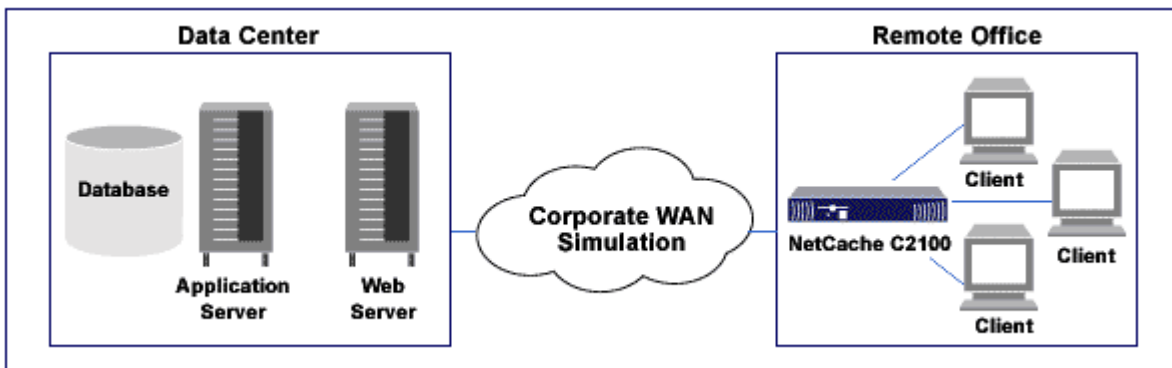 Data Center
Remote Office
Database
Application
Server
Web
Server
Corporate WAN
Simulation
NetCache C2100
Client
Client
Client